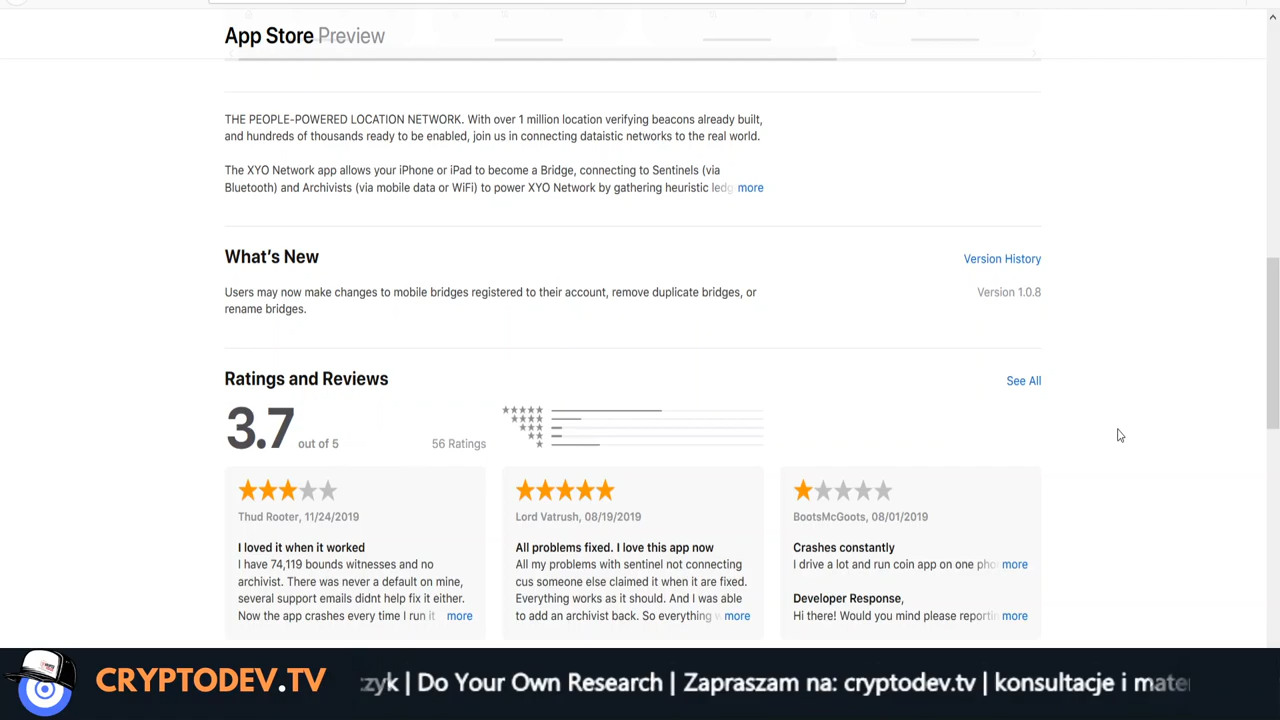 App Store Preview
THE PEOPLE-POWERED LOCATION NETWORK. With over 1 million location verifying beacons already built,
and hundreds of thousands ready to be enabled, join us in connecting dataistic networks to the real world.
The XYO Network app allows your iPhone or iPad to become a Bridge, connecting to Sentinels (via
Bluetooth) and Archivists (via mobile data or WiFi) to power XYO Network by gathering heuristic ledg more
What's New
Version History
Users may now make changes to mobile bridges registered to their account, remove duplicate bridges, or
rename bridges.
Version 1.0.8
Ratings and Reviews
See All
3.7 out of 5
56 Ratings
Thud Rooter, 11/24/2019
I loved it when it worked
I have 74,119 bounds witnesses and no
archivist. There was never a default on mine,
several support emails didnt help fix it either.
Now the app crashes every time I run it more
Lord Vatrush, 08/19/2019
All problems fixed. I love this app now
All my problems with sentinel not connecting
cus someone else claimed it when it are fixed.
Everything works as it should. And I was able
to add an archivist back. So everything more
BootsMcGoots, 08/01/2019
Crashes constantly
I drive a lot and run coin app on one pho more
Developer Response,
Hi there! Would you mind please reportin more
CRYPTODEV.TV
zyk | Do Your Own Research | Zapraszam na: cryptodev.tv | konsultacje i mate